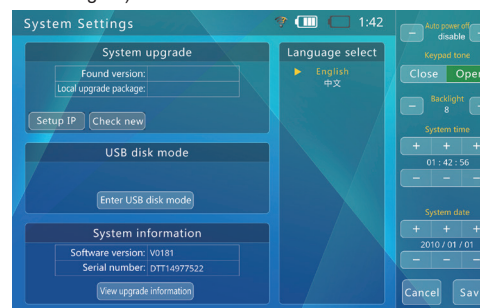 System Settings
1:42
System upgrade
Found version:
Local upgrade package:
Setup IP
Check new
USB disk mode
Enter USB disk mode
System information
Software version: V0181
Serial number: DTT14977522
View upgrade information
Language select
English
中文
Auto power off
disable
Keypad tone
Close
Open
Backlight
8
System time
+ + +
01 : 42 : 56
− − −
System date
+ + +
2010 / 01 / 01
− − −
Cancel